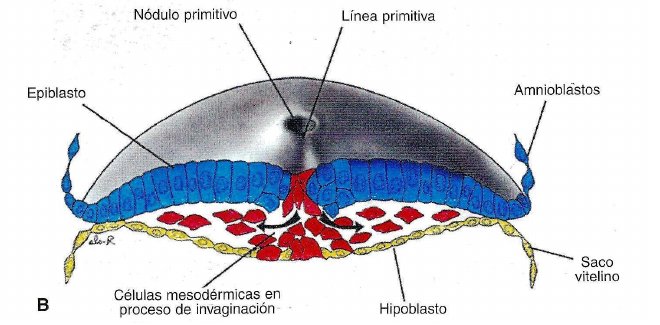 Nódulo primitivo
Línea primitiva
Epiblasto
Amnioblastos
Saco
vitelino
Células mesodérmicas en
proceso de invaginación
Hipoblasto
B